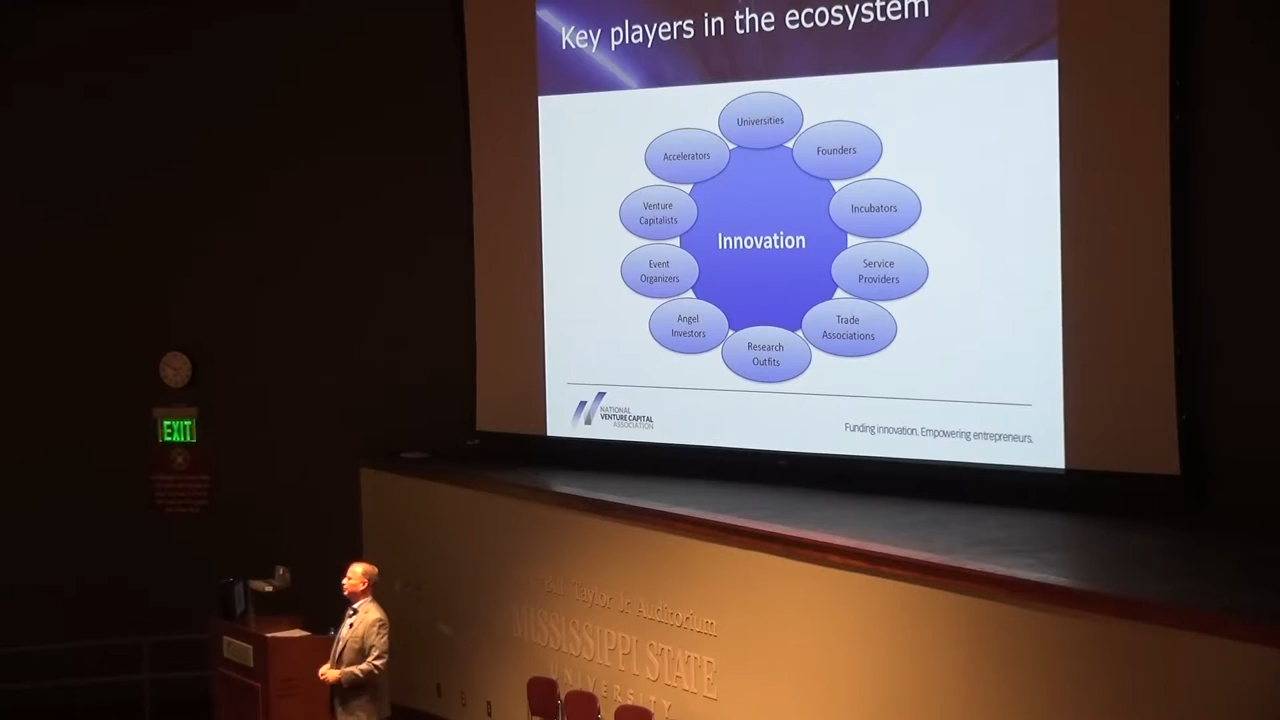 Key players in the ecosystem
Universities
Accelerators
Founders
Venture
Capitalists
Incubators
Innovation
Event
Organizers
Service
Providers
Angel
Investors
Trade
Associations
Research
Outfits
NATIONAL
VENTURE CAPITAL
ASSOCIATION
Funding innovation. Empowering entrepreneurs.
EXIT
Bill Taylor Jr Auditorium
MISSISSIPPI STATE
UNIVERSITY